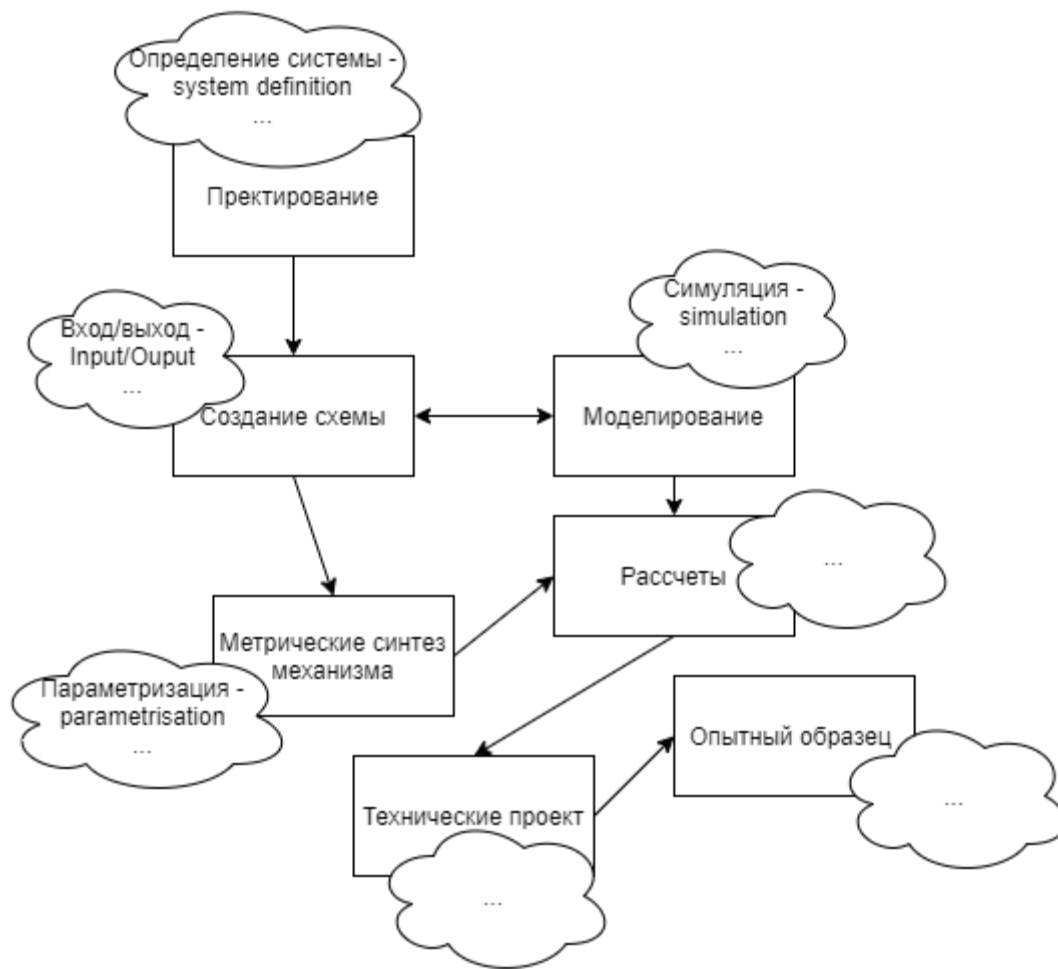 Определение системы -
system definition
...
Пректирование
Симуляция -
simulation
...
Вход/выход -
Input/Ouput
...
Создание схемы
Моделирование
...
Рассчеты
Метрические синтез
механизма
Параметризация -
parametrisation
...
Опытный образец
...
Технические проект
...